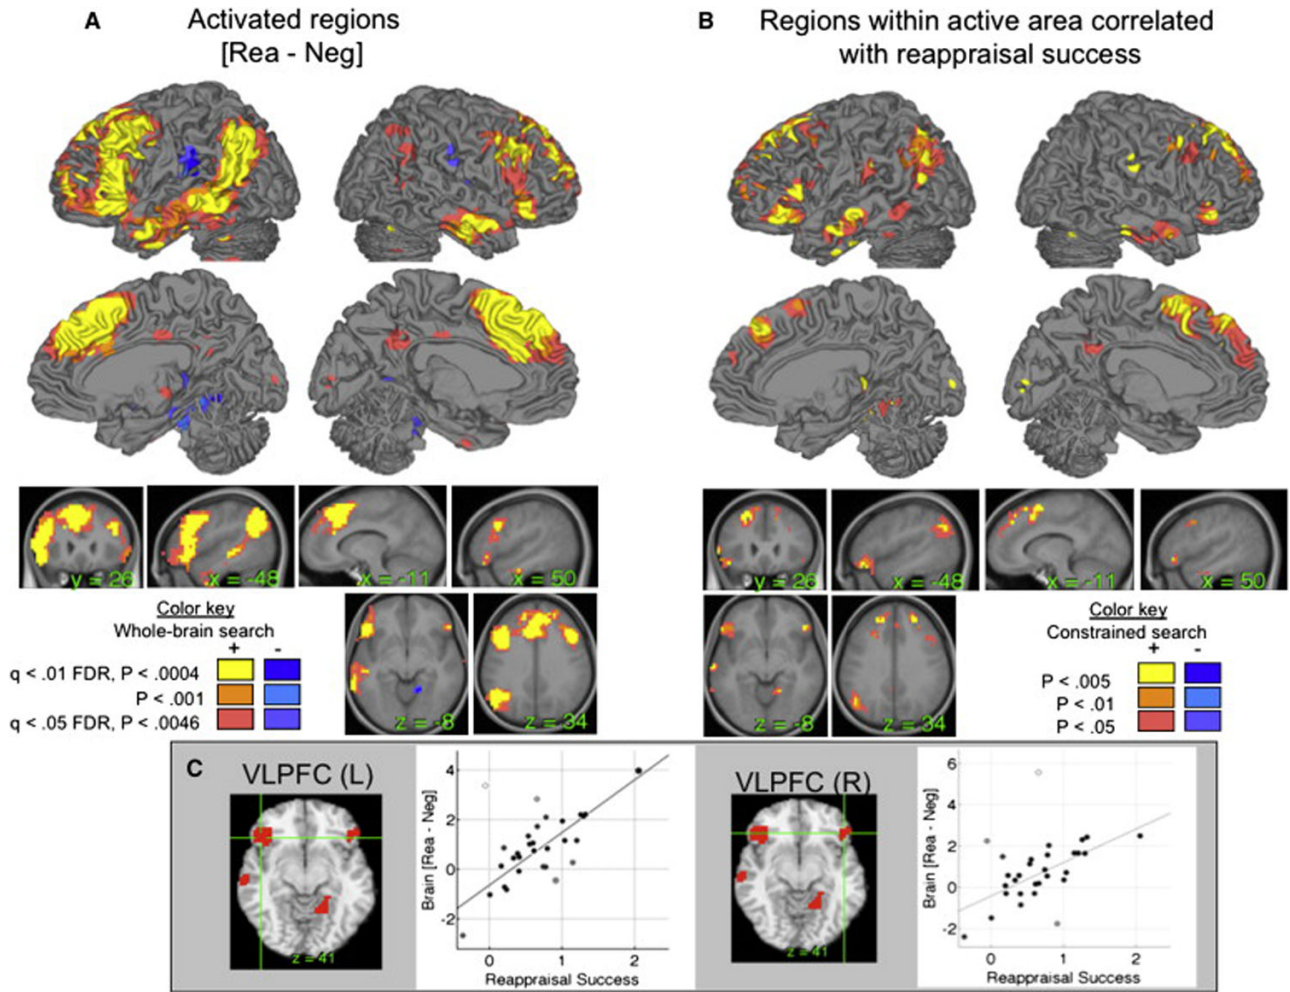 A
Activated regions
[Rea - Neg]
B
Regions within active area correlated
with reappraisal success
y = 26
x = -48
x = -11
x = 50
Color key
Whole-brain search
+ -
q < .01 FDR, P < .0004
P < .001
q < .05 FDR, P < .0046
z = -8
z = 34
y = 26
x = -48
x = -11
x = 50
z = -8
z = 34
Color key
Constrained search
+ -
P < .005
P < .01
P < .05
C
VLPFC (L)
z = 41
Brain [Rea - Neg]
4
2
0
-2
0 1 2
Reappraisal Success
VLPFC (R)
z = 41
Brain [Rea - Neg]
6
4
2
0
-2
0 1 2
Reappraisal Success